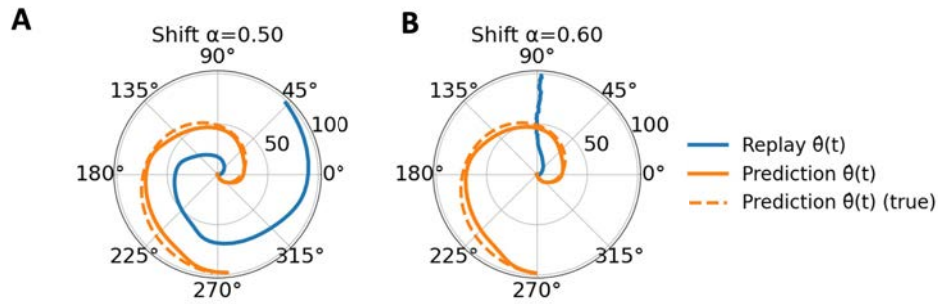 A
Shift α=0.50
90°
135°
45°
100
50
180°
0°
225°
315°
270°
B
Shift α=0.60
90°
135°
45°
100
50
180°
0°
225°
315°
270°
Replay θ̂(t)
Prediction θ̂(t)
Prediction θ̂(t) (true)